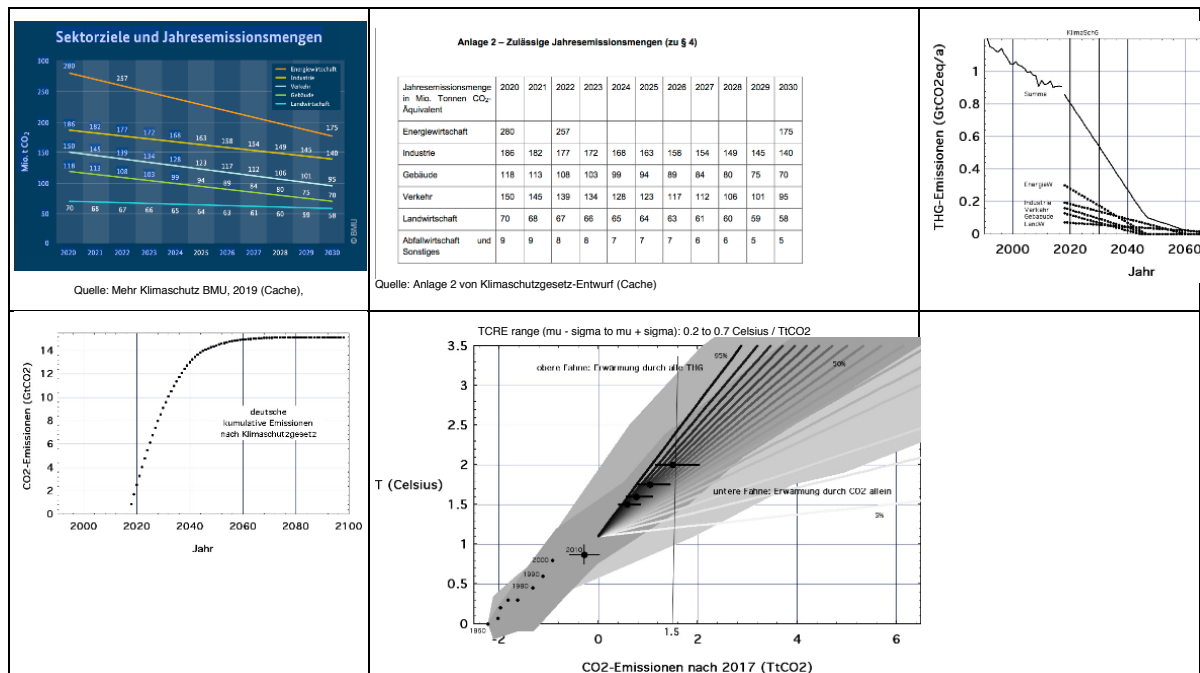 Sektorziele und Jahresemissionsmengen
Energiewirtschaft
Industrie
Verkehr
Gebäude
Landwirtschaft
Mio. t CO₂
300
250
200
150
100
50
0
280 257 175
186 182 177 172 168 163 158 154 149 145 140
150 145 139 134 128 123 117 112 106 101 95
118 113 108 103 99 94 89 84 80 75 70
70 68 67 66 65 64 63 61 60 59 58
2020 2021 2022 2023 2024 2025 2026 2027 2028 2029 2030
© BMU
Quelle: Mehr Klimaschutz BMU, 2019 (Cache),
Anlage 2 – Zulässige Jahresemissionsmengen (zu § 4)
Jahresemissionsmenge 2020 2021 2022 2023 2024 2025 2026 2027 2028 2029 2030
in Mio. Tonnen CO₂-
Äquivalent
Energiewirtschaft 280 257 175
Industrie 186 182 177 172 168 163 158 154 149 145 140
Gebäude 118 113 108 103 99 94 89 84 80 75 70
Verkehr 150 145 139 134 128 123 117 112 106 101 95
Landwirtschaft 70 68 67 66 65 64 63 61 60 59 58
Abfallwirtschaft und 9 9 8 8 7 7 7 6 6 5 5
Sonstiges
Quelle: Anlage 2 von Klimaschutzgesetz-Entwurf (Cache)
KlimaSchG
THG-Emissionen (GtCO2eq/a)
1
0.8
0.6
0.4
0.2
0
Summe
EnergieW
Industrie
Verkehr
Gebaeude
LandW
2000 2020 2040 2060
Jahr
CO2-Emissionen (GtCO2)
14
12
10
8
6
4
2
0
deutsche
kumulative Emissionen
nach Klimaschutzgesetz
2000 2020 2040 2060 2080 2100
Jahr
TCRE range (mu - sigma to mu + sigma): 0.2 to 0.7 Celsius / TtCO2
T (Celsius)
3.5
3
2.5
2
1.5
1
0.5
0
obere Fahne: Erwärmung durch alle THG
95%
50%
untere Fahne: Erwärmung durch CO2 allein
5%
2010
2000
1990
1980
-2 0 1.5 2 4 6
CO2-Emissionen nach 2017 (TtCO2)